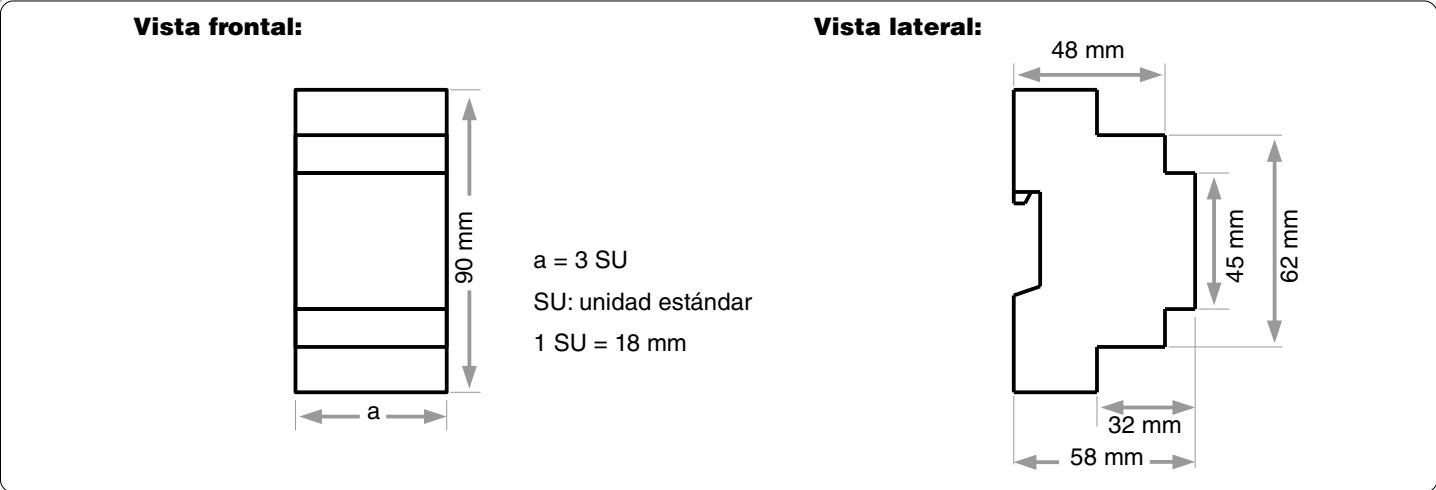 Vista frontal:
90 mm
a
a = 3 SU
SU: unidad estándar
1 SU = 18 mm
Vista lateral:
48 mm
45 mm
62 mm
32 mm
58 mm